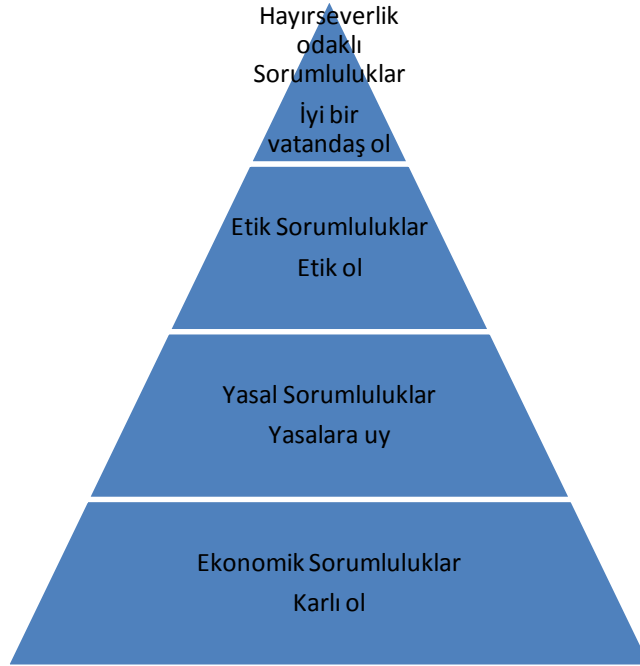 Hayırseverlik
odaklı
Sorumluluklar
İyi bir
vatandaş ol
Etik Sorumluluklar
Etik ol
Yasal Sorumluluklar
Yasalara uy
Ekonomik Sorumluluklar
Karlı ol